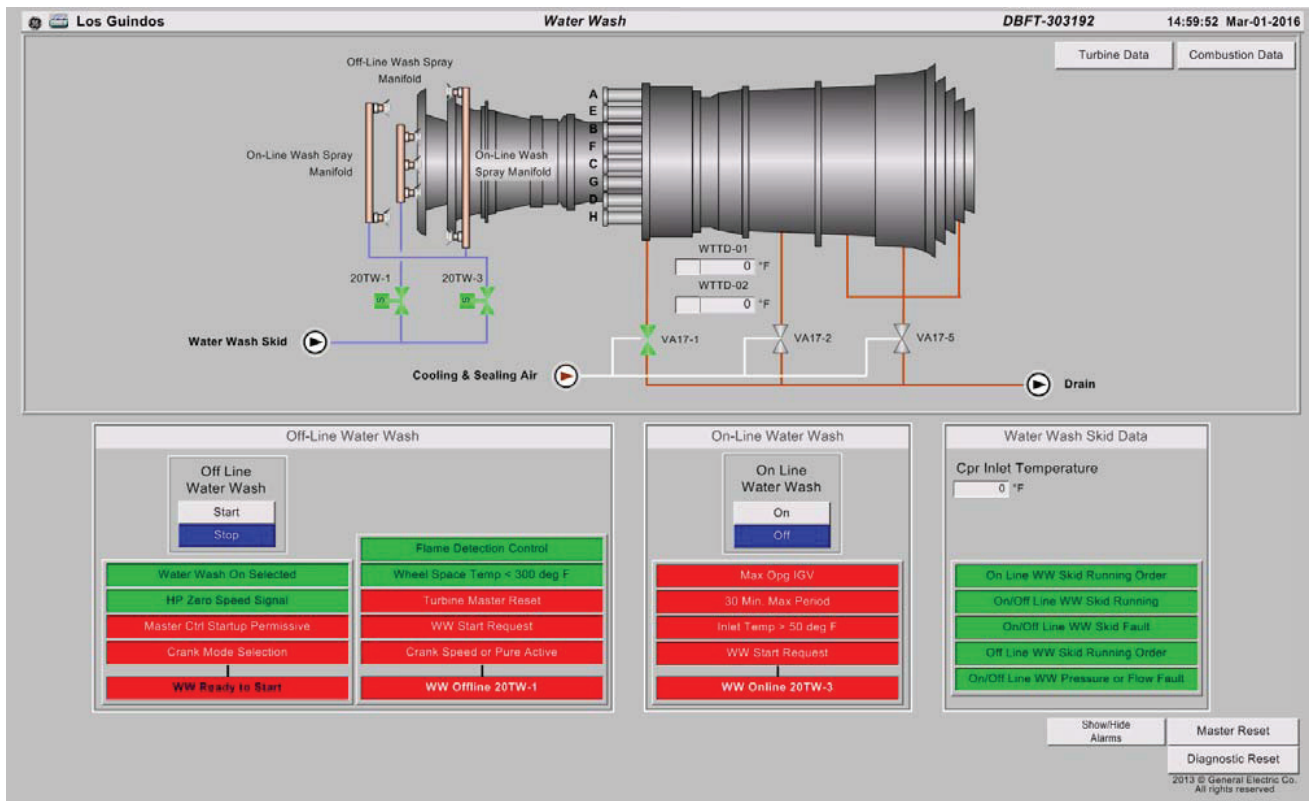 Los Guindos
Water Wash
DBFT-303192
14:59:52 Mar-01-2016
Turbine Data
Combustion Data
Off-Line Wash Spray
Manifold
On-Line Wash Spray
Manifold
On-Line Wash
Spray Manifold
A
E
B
F
C
G
D
H
WTTD-01
0 °F
WTTD-02
0 °F
20TW-1
20TW-3
S
S
Water Wash Skid
VA17-1
VA17-2
VA17-5
Cooling & Sealing Air
Drain
Off-Line Water Wash
Off Line
Water Wash
Start
Stop
Water Wash On Selected
HP Zero Speed Signal
Master Ctrl Startup Permissive
Crank Mode Selection
WW Ready to Start
Flame Detection Control
Wheel Space Temp < 300 deg F
Turbine Master Reset
WW Start Request
Crank Speed or Pure Active
WW Offline 20TW-1
On-Line Water Wash
On Line
Water Wash
On
Off
Max Opg IGV
30 Min. Max Period
Inlet Temp > 50 deg F
WW Start Request
WW Online 20TW-3
Water Wash Skid Data
Cpr Inlet Temperature
0 °F
On Line WW Skid Running Order
On/Off Line WW Skid Running
On/Off Line WW Skid Fault
Off Line WW Skid Running Order
On/Off Line WW Pressure or Flow Fault
Show/Hide
Alarms
Master Reset
Diagnostic Reset
2013 © General Electric Co.
All rights reserved